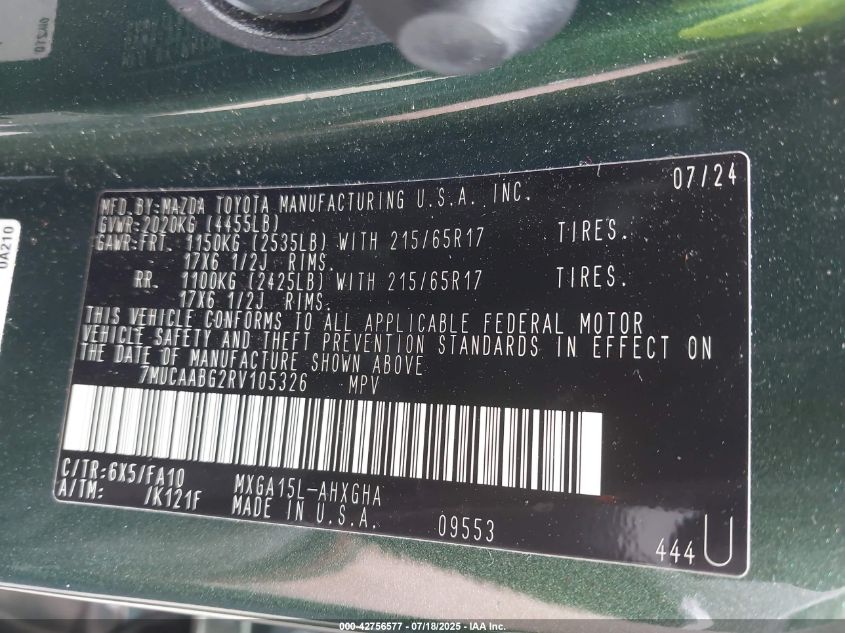 07/24
MFD.BY:MAZDA TOYOTA MANUFACTURING U.S.A. INC.
GVWR:2020KG (4455LB)
GAWR:FRT. 1150KG (2535LB) WITH 215/65R17 TIRES.
17X6 1/2J RIMS.
RR. 1100KG (2425LB) WITH 215/65R17 TIRES.
17X6 1/2J RIMS.
THIS VEHICLE CONFORMS TO ALL APPLICABLE FEDERAL MOTOR
VEHICLE SAFETY AND THEFT PREVENTION STANDARDS IN EFFECT ON
THE DATE OF MANUFACTURE SHOWN ABOVE
7MUCAABG2RV105326 MPV
C/TR:6X5/FA10 MXGA15L-AHXGHA
A/TM: /K121F MADE IN U.S.A. 09553
444 U
0A210
000-42756577 - 07/18/2025 - IAA Inc.